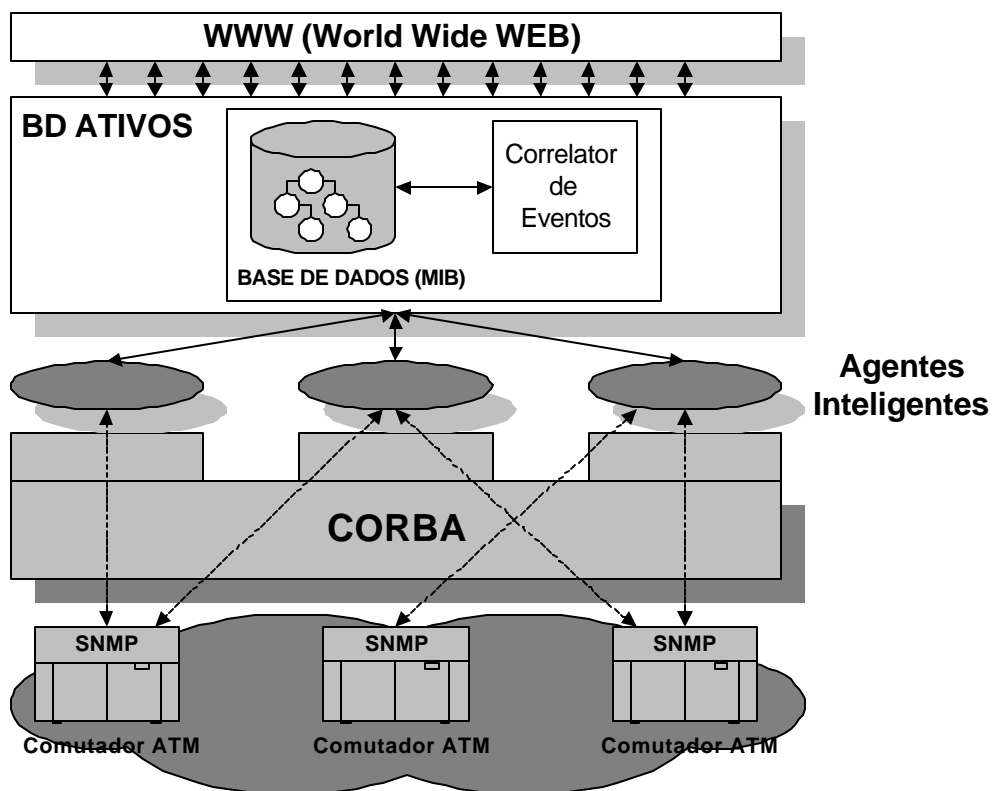 WWW (World Wide WEB)
BD ATIVOS
Correlator
de
Eventos
BASE DE DADOS (MIB)
Agentes
Inteligentes
CORBA
SNMP
SNMP
SNMP
Comutador ATM
Comutador ATM
Comutador ATM